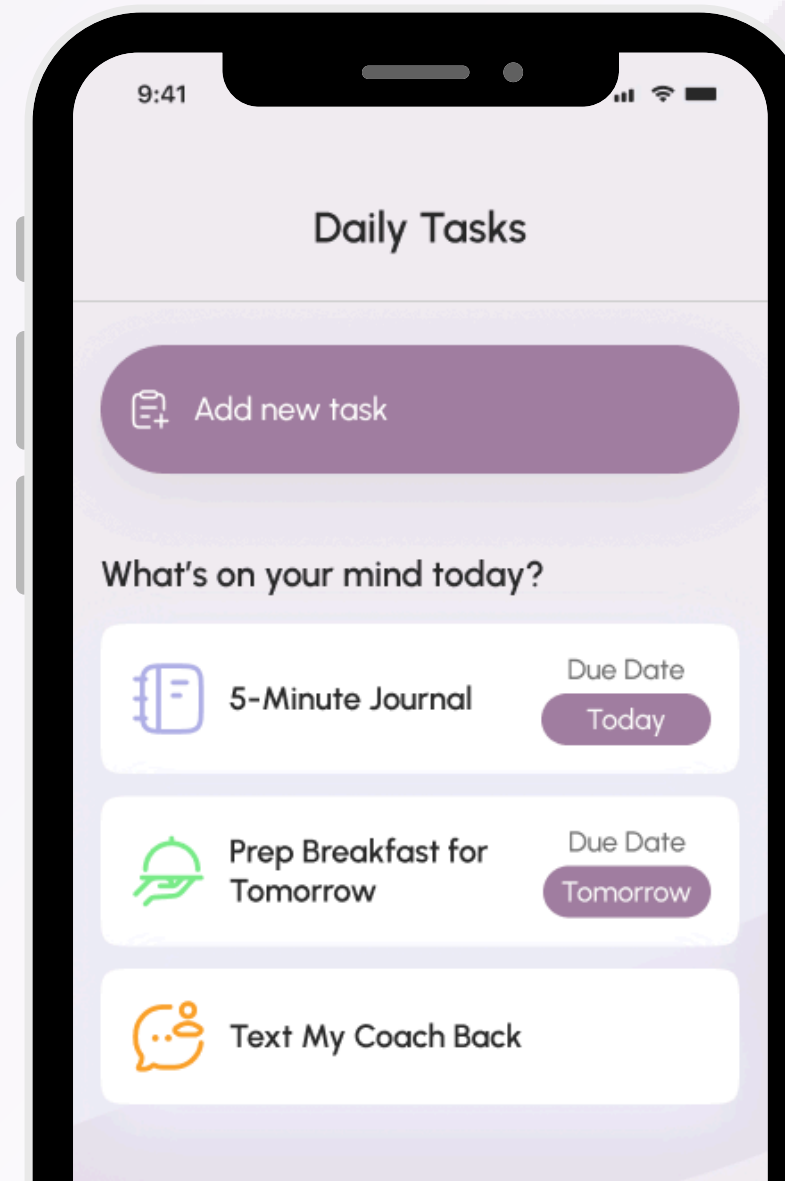 9:41
Daily Tasks
Add new task
What's on your mind today?
5-Minute Journal
Due Date
Today
Prep Breakfast for
Tomorrow
Due Date
Tomorrow
Text My Coach Back